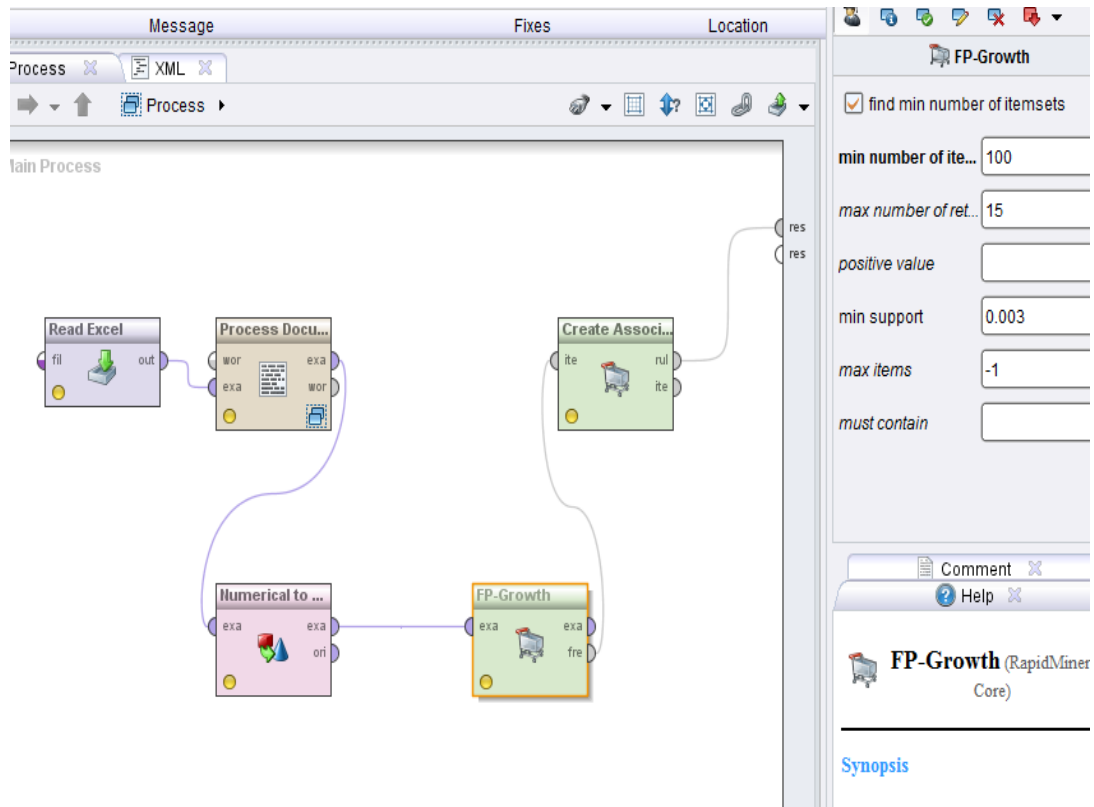 Message Fixes Location
Process XML
Process
Main Process
res
res
Read Excel
fil out
Process Docu...
wor exa
exa wor
Create Associ...
ite rul
ite
Numerical to ...
exa exa
ori
FP-Growth
exa exa
fre
FP-Growth
find min number of itemsets
min number of ite... 100
max number of ret... 15
positive value
min support 0.003
max items -1
must contain
Comment
Help
FP-Growth (RapidMiner
Core)
Synopsis